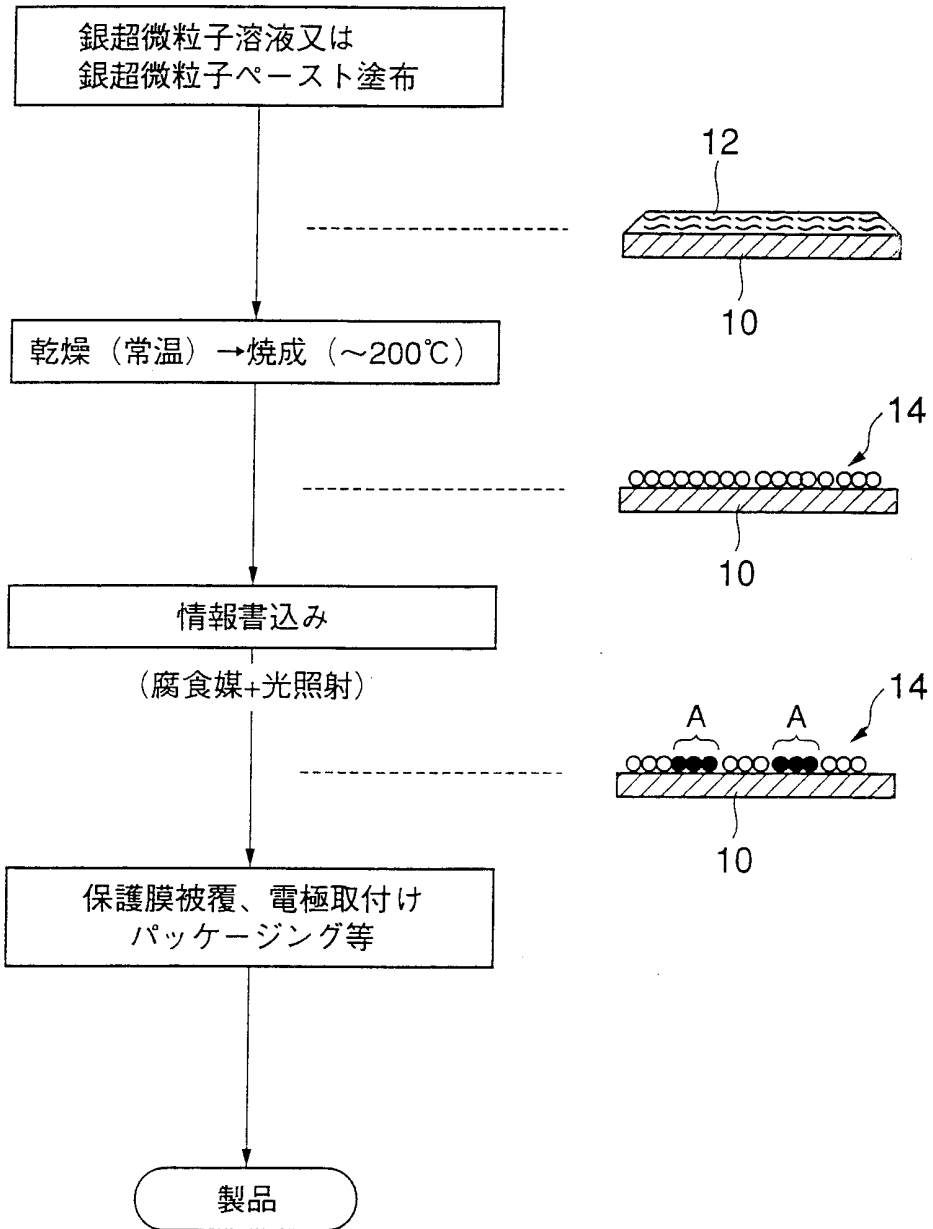 銀超微粒子溶液又は
銀超微粒子ペースト塗布
12
10
乾燥（常温）→焼成（～200℃）
14
10
情報書込み
（腐食媒+光照射）
A A
14
10
保護膜被覆、電極取付け
パッケージング等
製品